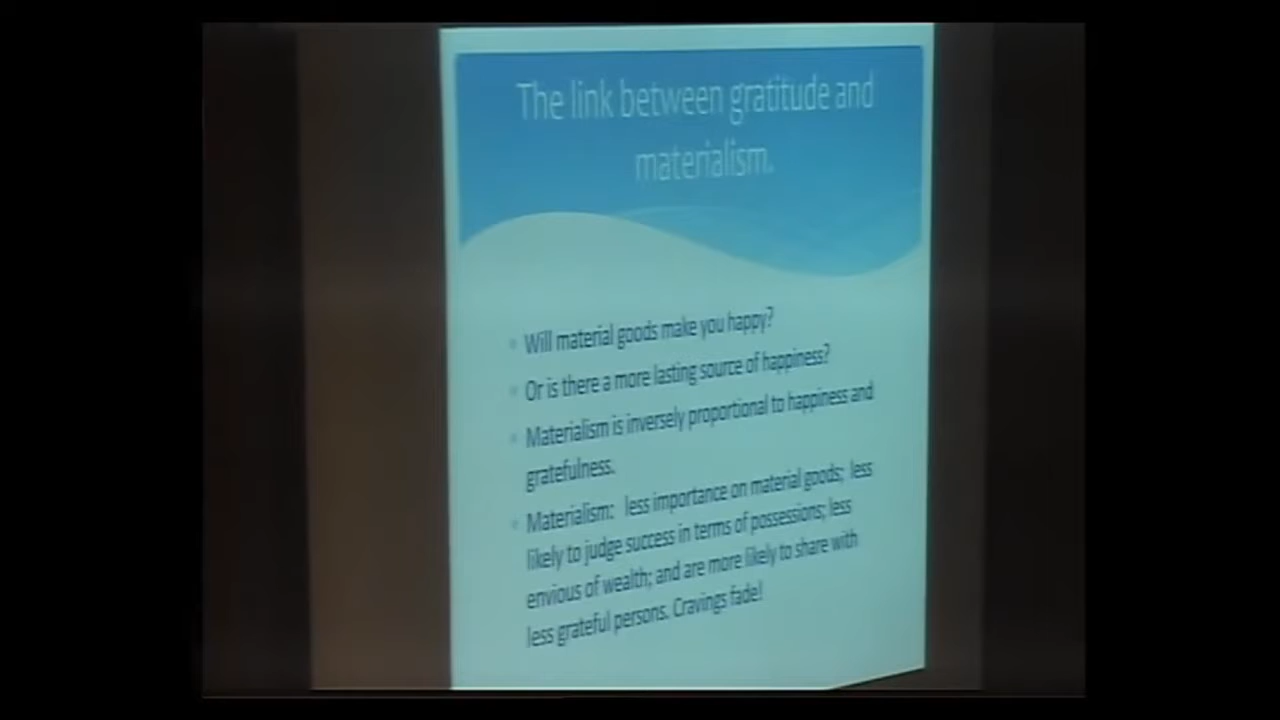 The link between gratitude and
materialism.
Will material goods make you happy?
Or is there a more lasting source of happiness?
Materialism is inversely proportional to happiness and
gratefulness.
Materialism: less importance on material goods; less
likely to judge success in terms of possessions; less
envious of wealth; and are more likely to share with
less grateful persons. Cravings fade!